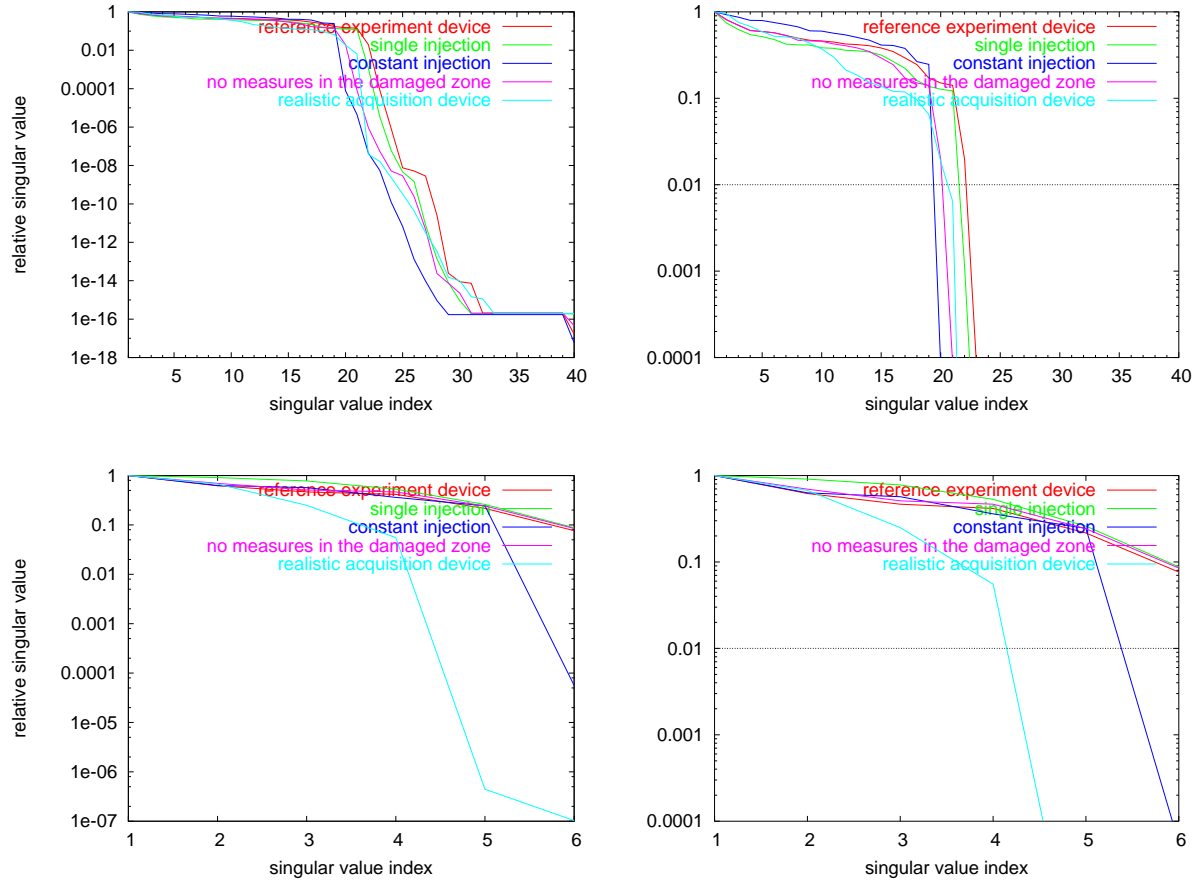 1
0.01
0.0001
1e-06
1e-08
1e-10
1e-12
1e-14
1e-16
1e-18
5 10 15 20 25 30 35 40
relative singular value
singular value index
reference experiment device
single injection
constant injection
no measures in the damaged zone
realistic acquisition device
1
0.1
0.01
0.001
0.0001
5 10 15 20 25 30 35 40
singular value index
reference experiment device
single injection
constant injection
no measures in the damaged zone
realistic acquisition device
1
0.1
0.01
0.001
0.0001
1e-05
1e-06
1e-07
1 2 3 4 5 6
relative singular value
singular value index
reference experiment device
single injection
constant injection
no measures in the damaged zone
realistic acquisition device
1
0.1
0.01
0.001
0.0001
1 2 3 4 5 6
singular value index
reference experiment device
single injection
constant injection
no measures in the damaged zone
realistic acquisition device